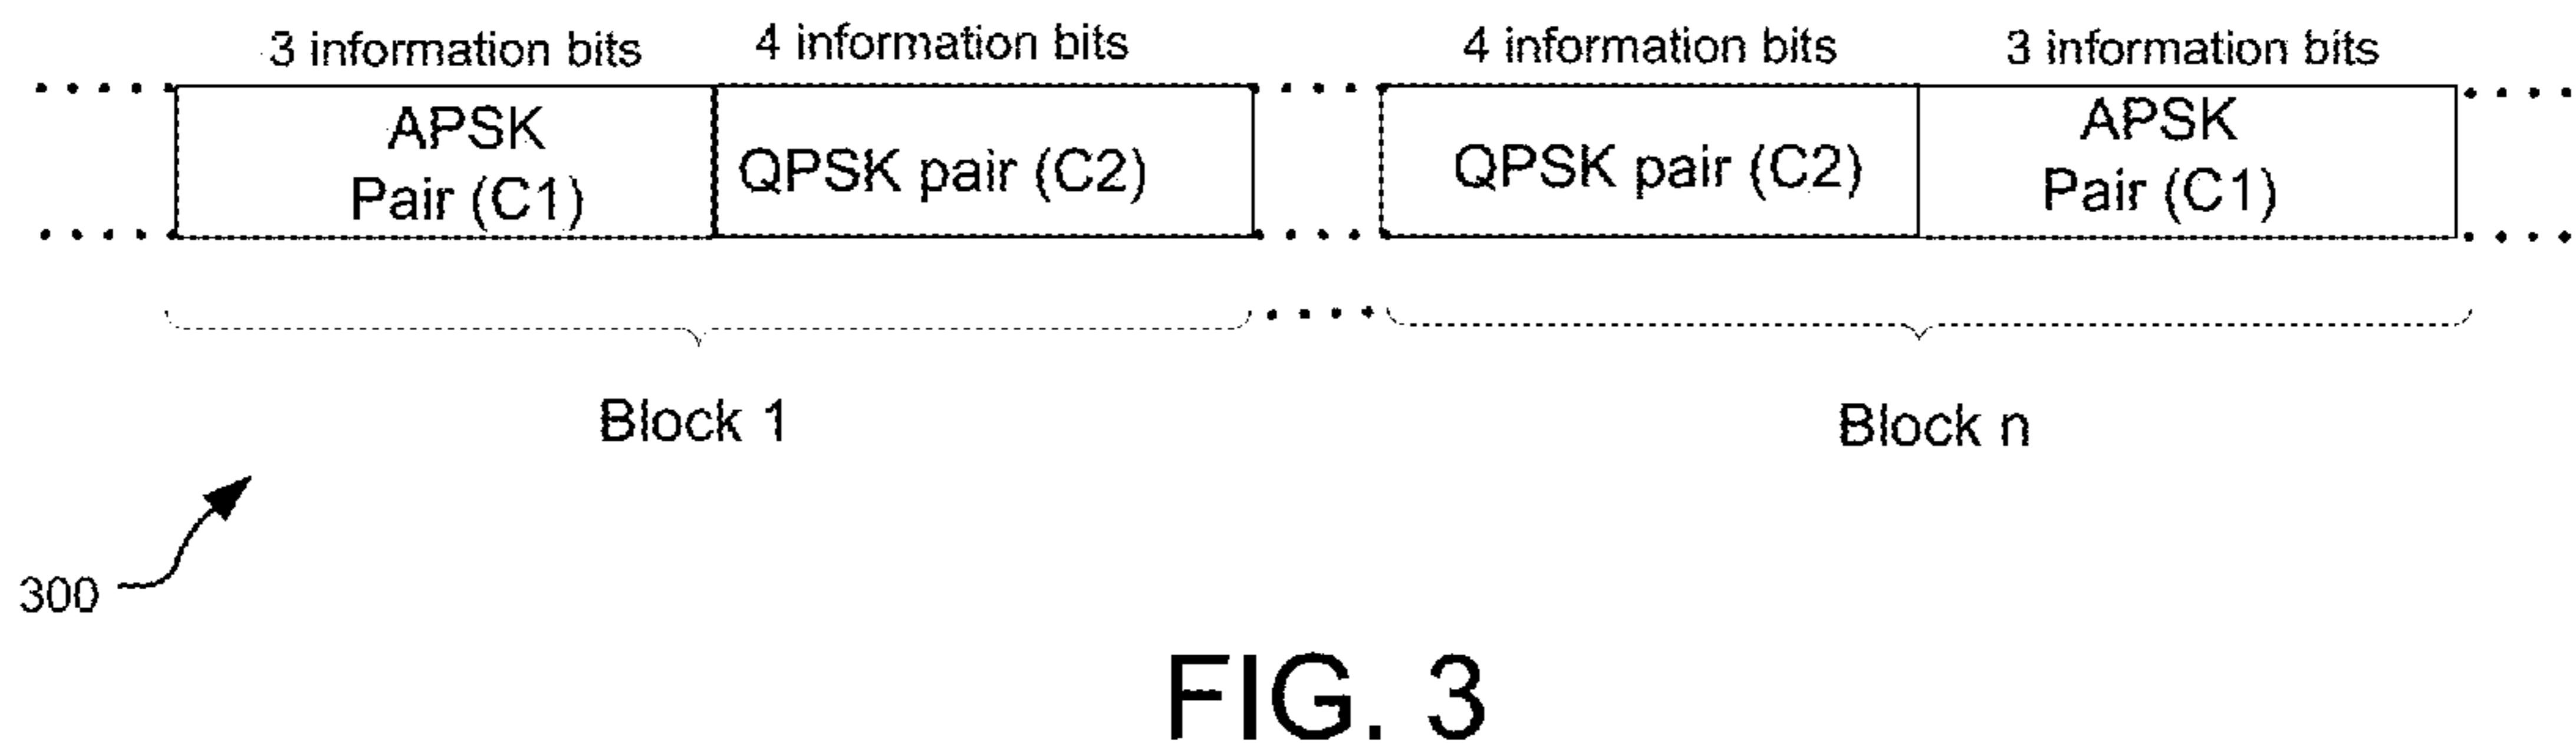 3 information bits
4 information bits
4 information bits
3 information bits
APSK
Pair (C1)
QPSK pair (C2)
QPSK pair (C2)
APSK
Pair (C1)
Block 1
Block n
300
FIG. 3